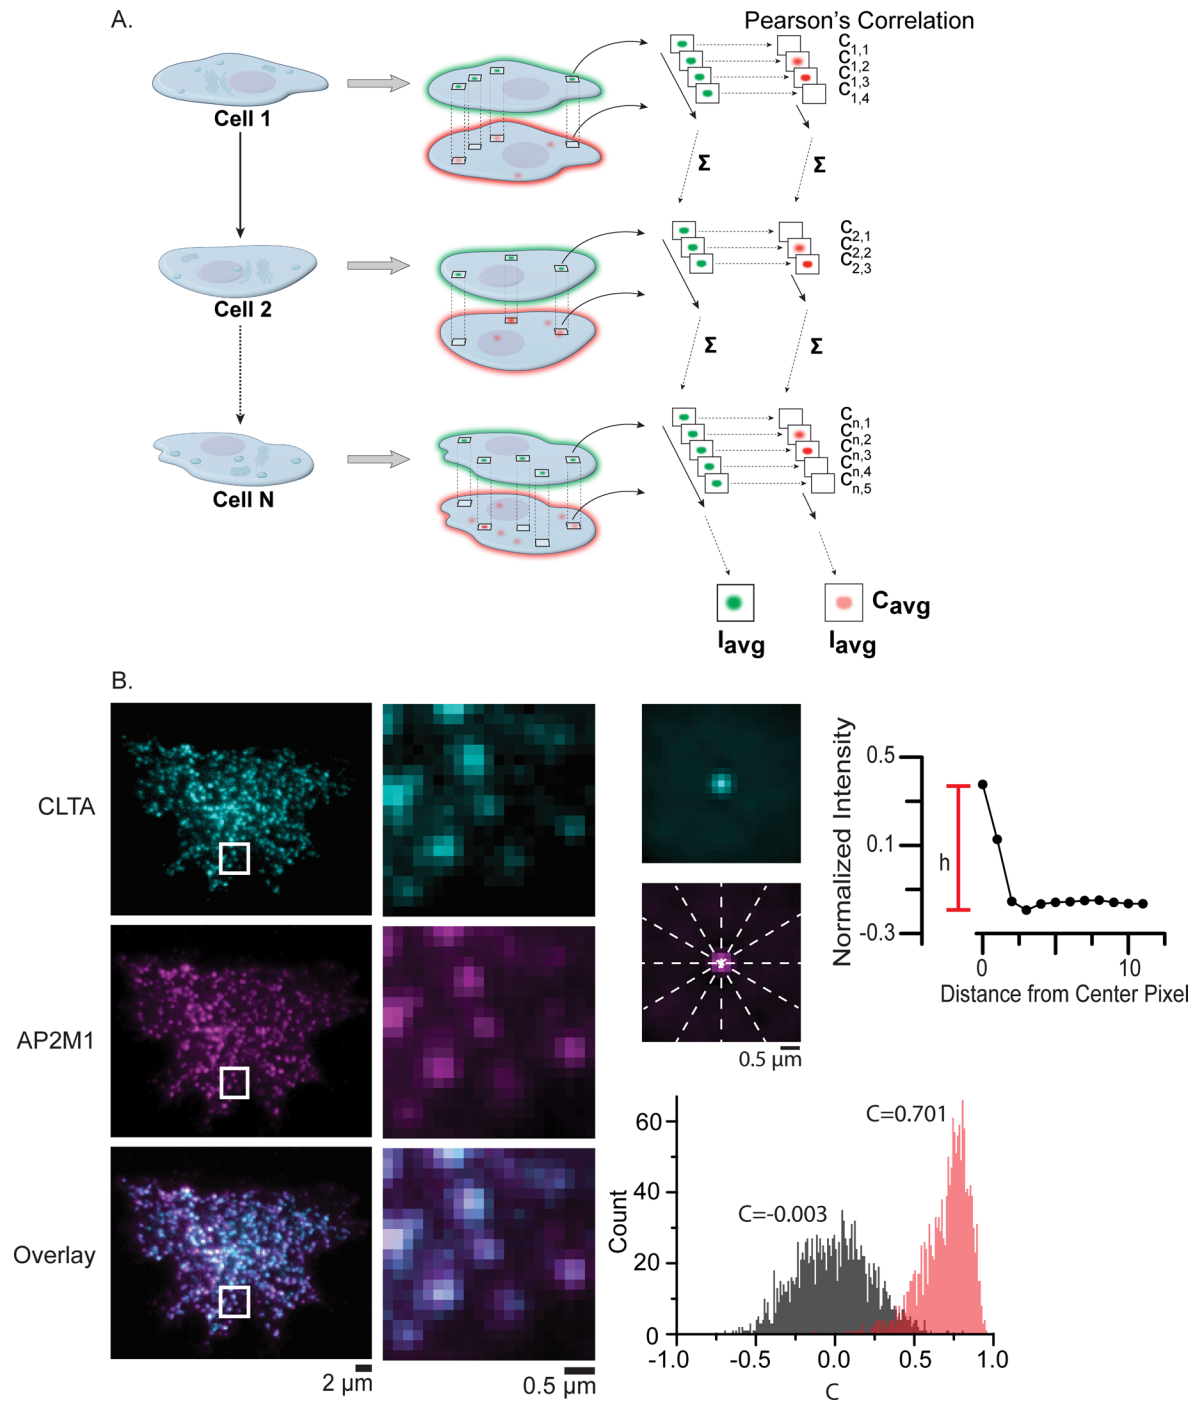 A.
Pearson's Correlation
C1,1
C1,2
C1,3
C1,4
Cell 1
Σ
Σ
C2,1
C2,2
C2,3
Cell 2
Σ
Σ
Cn,1
Cn,2
Cn,3
Cn,4
Cn,5
Cell N
Cavg
Iavg
Iavg
B.
CLTA
AP2M1
Overlay
2 µm
0.5 µm
0.5 µm
Normalized Intensity
0.5
0.1
-0.3
h
0
10
Distance from Center Pixel
Count
60
40
20
0
C=0.701
C=-0.003
-1.0
-0.5
0.0
0.5
1.0
C